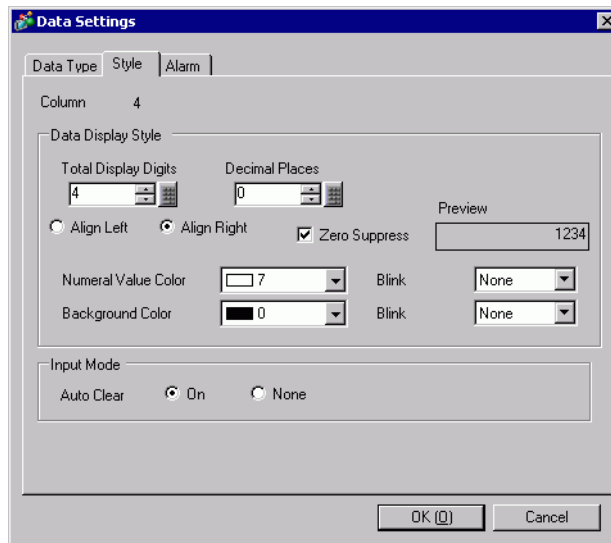 Data Settings
Data Type Style Alarm
Column 4
Data Display Style
Total Display Digits Decimal Places
4 0
Preview
Align Left Align Right Zero Suppress 1234
Numeral Value Color 7 Blink None
Background Color 0 Blink None
Input Mode
Auto Clear On None
OK (O) Cancel